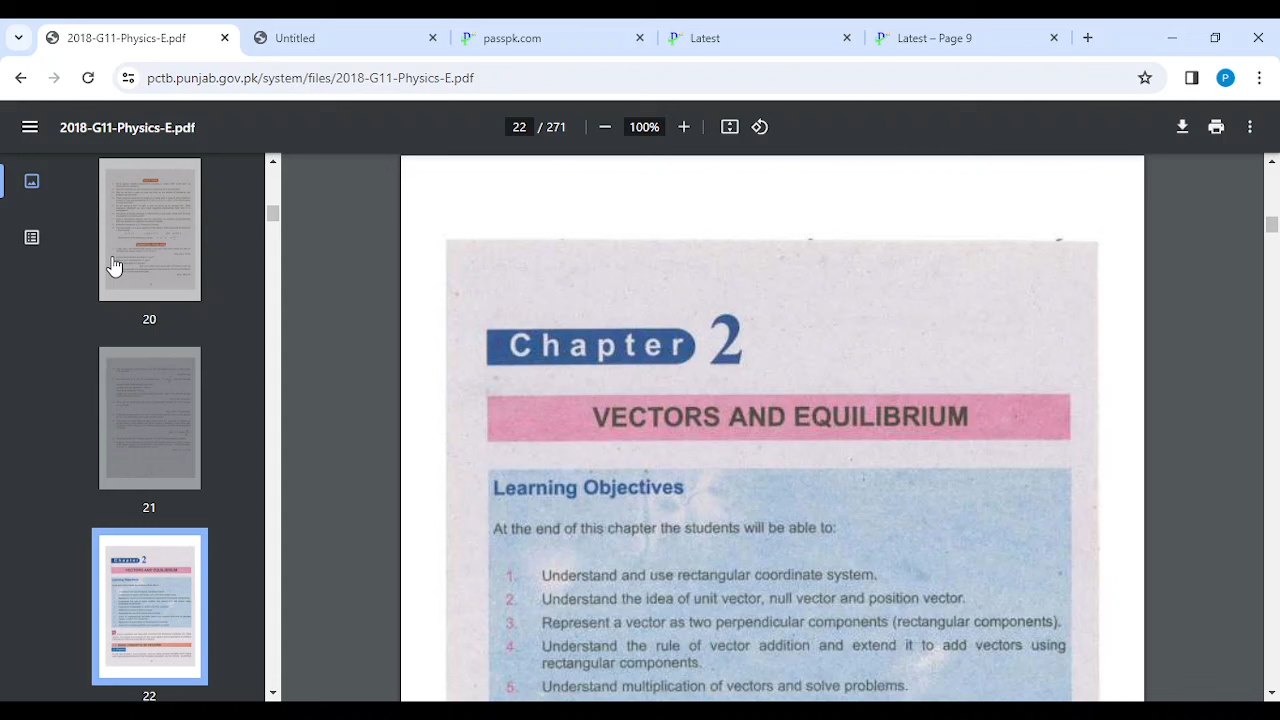 2018-G11-Physics-E.pdf
Untitled
passpk.com
Latest
Latest – Page 9
pctb.punjab.gov.pk/system/files/2018-G11-Physics-E.pdf
P
2018-G11-Physics-E.pdf
22 / 271
100%
20
21
Chapter 2
VECTORS AND EQUILIBRIUM
22
Chapter 2
VECTORS AND EQUILIBRIUM
Learning Objectives
At the end of this chapter the students will be able to:
1. Understand and use rectangular coordinate system.
2. Understand the idea of unit vector, null vector and position vector.
3. Represent a vector as two perpendicular components (rectangular components).
4. Understand the rule of vector addition and extend it to add vectors using
rectangular components.
5. Understand multiplication of vectors and solve problems.